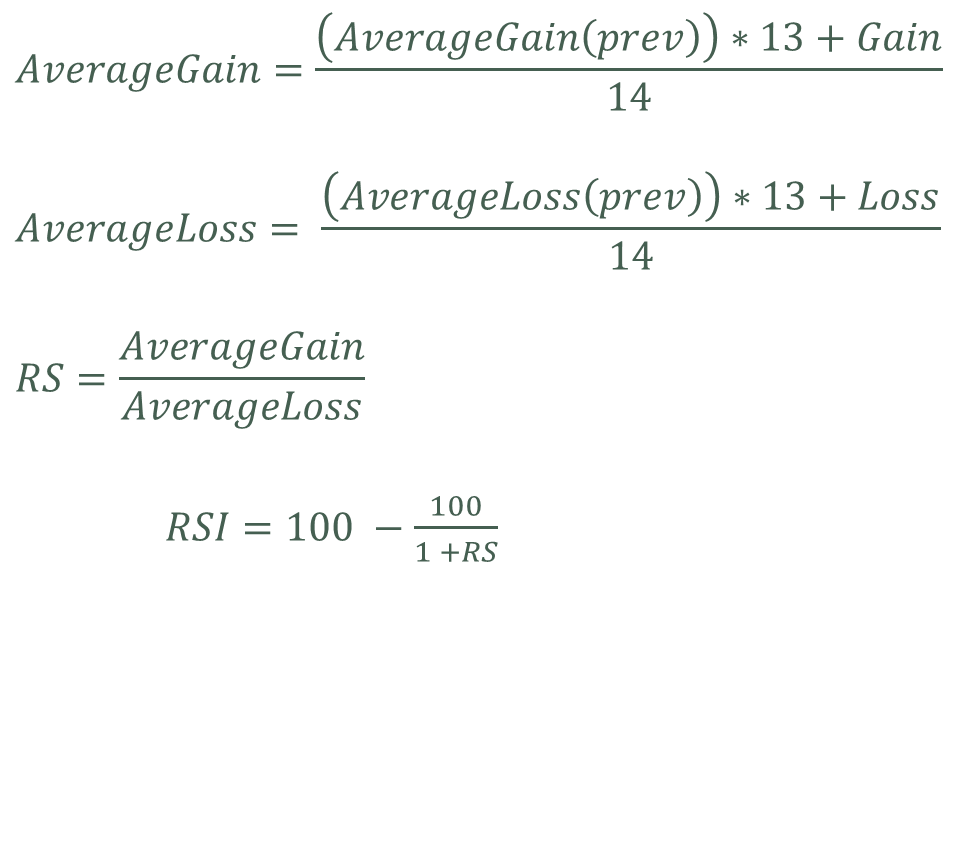 AverageGain = (AverageGain(prev)) * 13 + Gain / 14
AverageLoss = (AverageLoss(prev)) * 13 + Loss / 14
RS = AverageGain / AverageLoss
RSI = 100 − 100 / 1 +RS